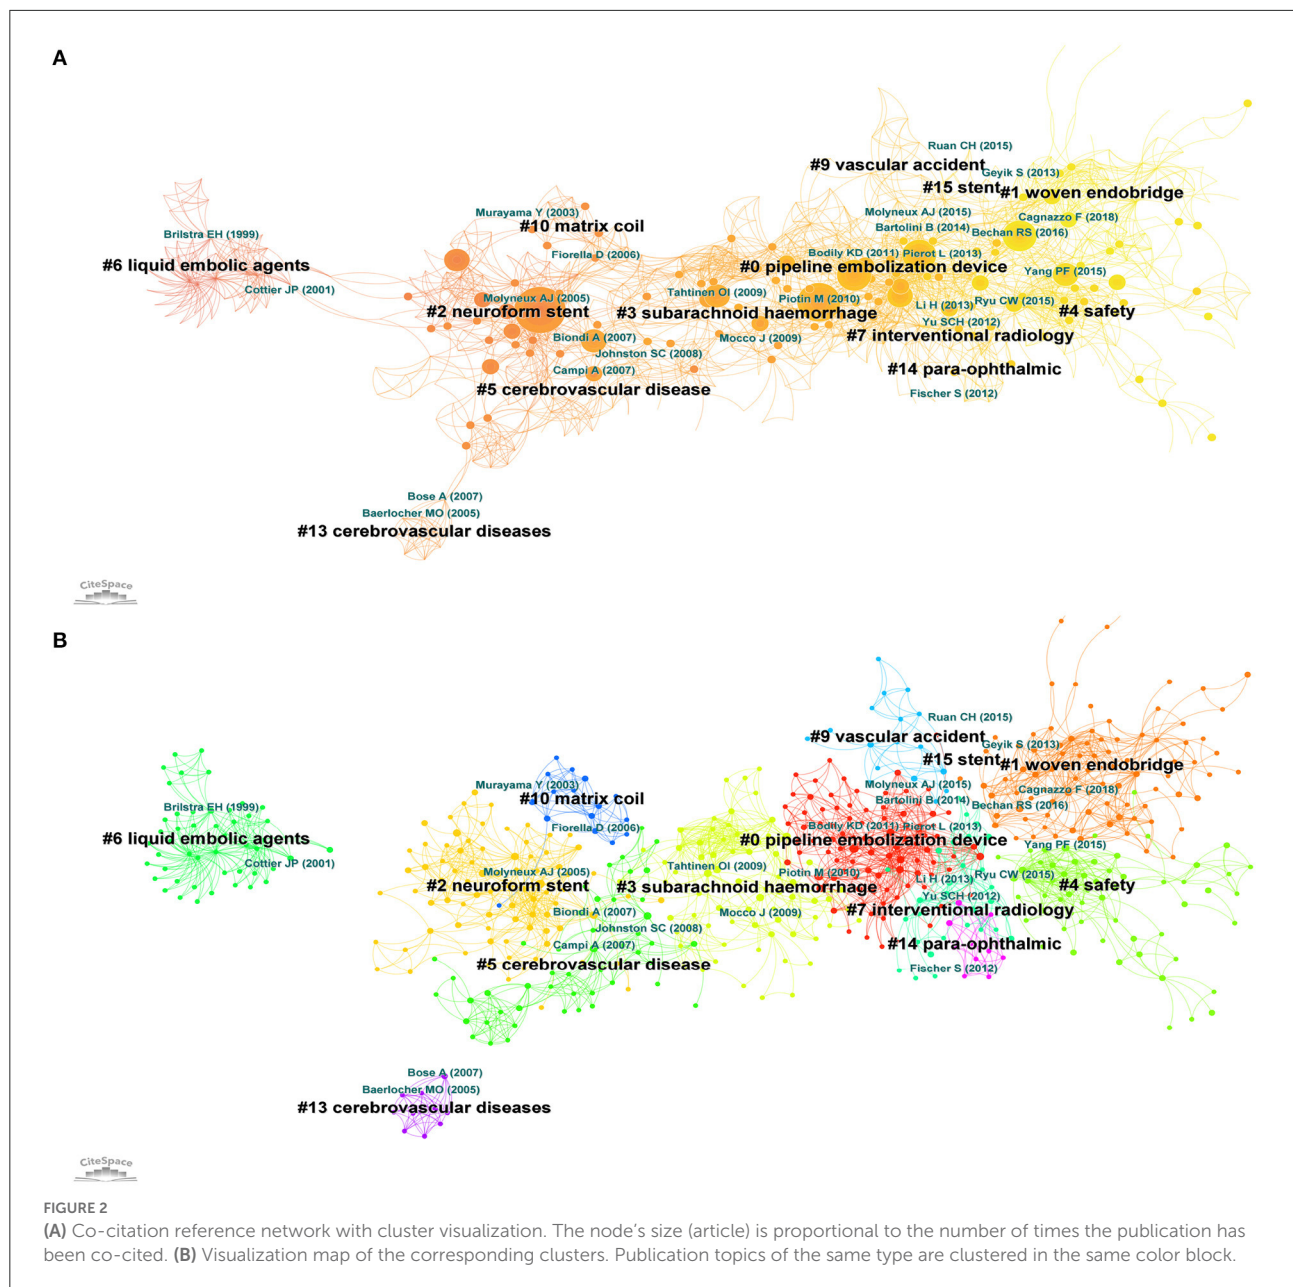 A
Ruan CH (2015)
#9 vascular accident
Geyik S (2013)
#15 stent
#1 woven endobridge
Murayama Y (2003)
Molyneux AJ (2015)
Cagnazzo F (2018)
#10 matrix coil
Bartolini B (2014)
Bechan RS (2016)
Brilstra EH (1999)
Fiorella D (2006)
Bodily KD (2011)
Pierot L (2013)
#6 liquid embolic agents
#0 pipeline embolization device
Yang PF (2015)
Cottier JP (2001)
Molyneux AJ (2005)
Tahtinen OI (2009)
Piotin M (2010)
Li H (2013)
Ryu CW (2015)
#2 neuroform stent
#3 subarachnoid haemorrhage
#4 safety
Yu SCH (2012)
Biondi A (2007)
Mocco J (2009)
#7 interventional radiology
Johnston SC (2008)
Campi A (2007)
#14 para-ophthalmic
#5 cerebrovascular disease
Fischer S (2012)
Bose A (2007)
Baerlocher MO (2005)
#13 cerebrovascular diseases
CiteSpace
B
Ruan CH (2015)
#9 vascular accident
Geyik S (2013)
#15 stent
#1 woven endobridge
Murayama Y (2003)
Molyneux AJ (2015)
Cagnazzo F (2018)
#10 matrix coil
Bartolini B (2014)
Bechan RS (2016)
Brilstra EH (1999)
Fiorella D (2006)
Bodily KD (2011)
Pierot L (2013)
#6 liquid embolic agents
#0 pipeline embolization device
Yang PF (2015)
Cottier JP (2001)
Molyneux AJ (2005)
Tahtinen OI (2009)
Piotin M (2010)
Li H (2013)
Ryu CW (2015)
#2 neuroform stent
#3 subarachnoid haemorrhage
#4 safety
Yu SCH (2012)
Biondi A (2007)
Mocco J (2009)
#7 interventional radiology
Johnston SC (2008)
Campi A (2007)
#14 para-ophthalmic
#5 cerebrovascular disease
Fischer S (2012)
Bose A (2007)
Baerlocher MO (2005)
#13 cerebrovascular diseases
CiteSpace
FIGURE 2
(A) Co-citation reference network with cluster visualization. The node's size (article) is proportional to the number of times the publication has
been co-cited. (B) Visualization map of the corresponding clusters. Publication topics of the same type are clustered in the same color block.